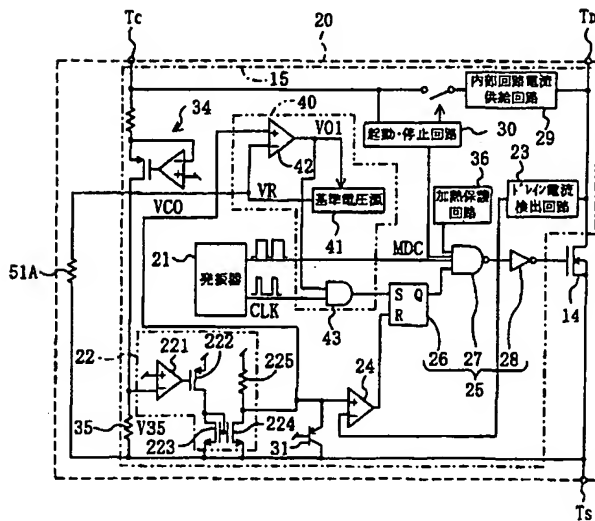 TC
20
TD
15
内部回路電流
供給回路
29
34
40
起動・停止回路
30
VO1
42
36
23
VCO
加熱保護
回路
ドレイン電流
検出回路
VR
基準電圧源
41
51A
21
発振器
MDC
14
CLK
43
S Q
R
26
27
28
25
22
221
222
225
24
35
V35
223
224
31
TS